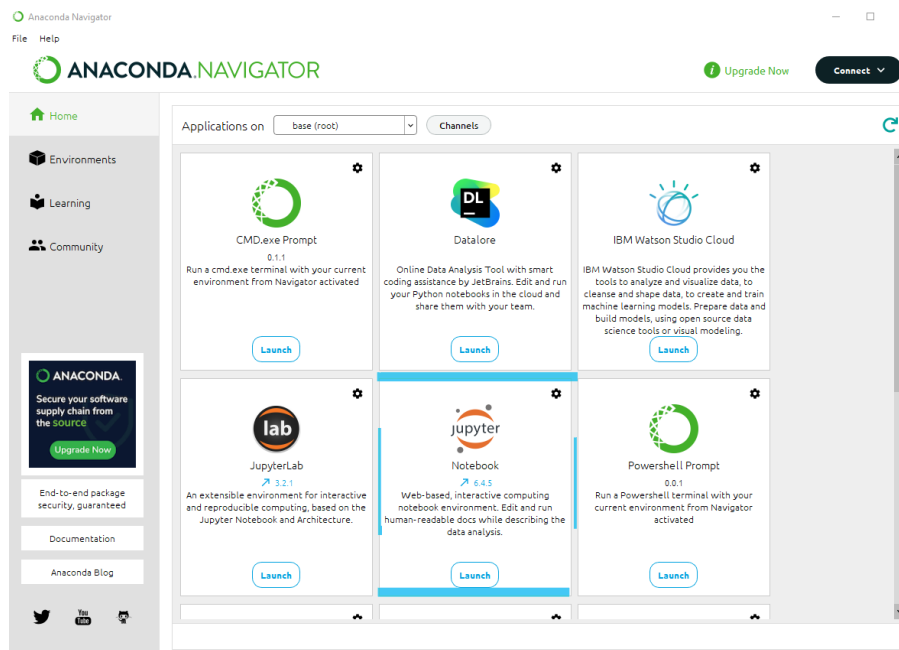 Anaconda Navigator
File Help
ANACONDA.NAVIGATOR
i Upgrade Now
Connect
Home
Environments
Learning
Community
ANACONDA.
Secure your software
supply chain from
the source
Upgrade Now
End-to-end package
security, guaranteed
Documentation
Anaconda Blog
You
Tube
Applications on base (root) Channels
CMD.exe Prompt
0.1.1
Run a cmd.exe terminal with your current
environment from Navigator activated
Launch
DL
Datalore
Online Data Analysis Tool with smart
coding assistance by JetBrains. Edit and run
your Python notebooks in the cloud and
share them with your team.
Launch
IBM Watson Studio Cloud
IBM Watson Studio Cloud provides you the
tools to analyze and visualize data, to
cleanse and shape data, to create and train
machine learning models. Prepare data and
build models, using open source data
science tools or visual modeling.
Launch
lab
JupyterLab
3.2.1
An extensible environment for interactive
and reproducible computing, based on the
Jupyter Notebook and Architecture.
Launch
jupyter
Notebook
6.4.5
Web-based, interactive computing
notebook environment. Edit and run
human-readable docs while describing the
data analysis.
Launch
Powershell Prompt
0.0.1
Run a Powershell terminal with your
current environment from Navigator
activated
Launch